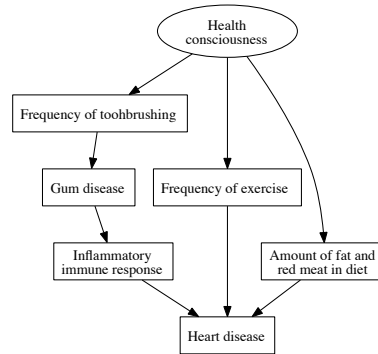 Health
consciousness
Frequency of toohbrushing
Gum disease
Frequency of exercise
Inflammatory
immune response
Amount of fat and
red meat in diet
Heart disease